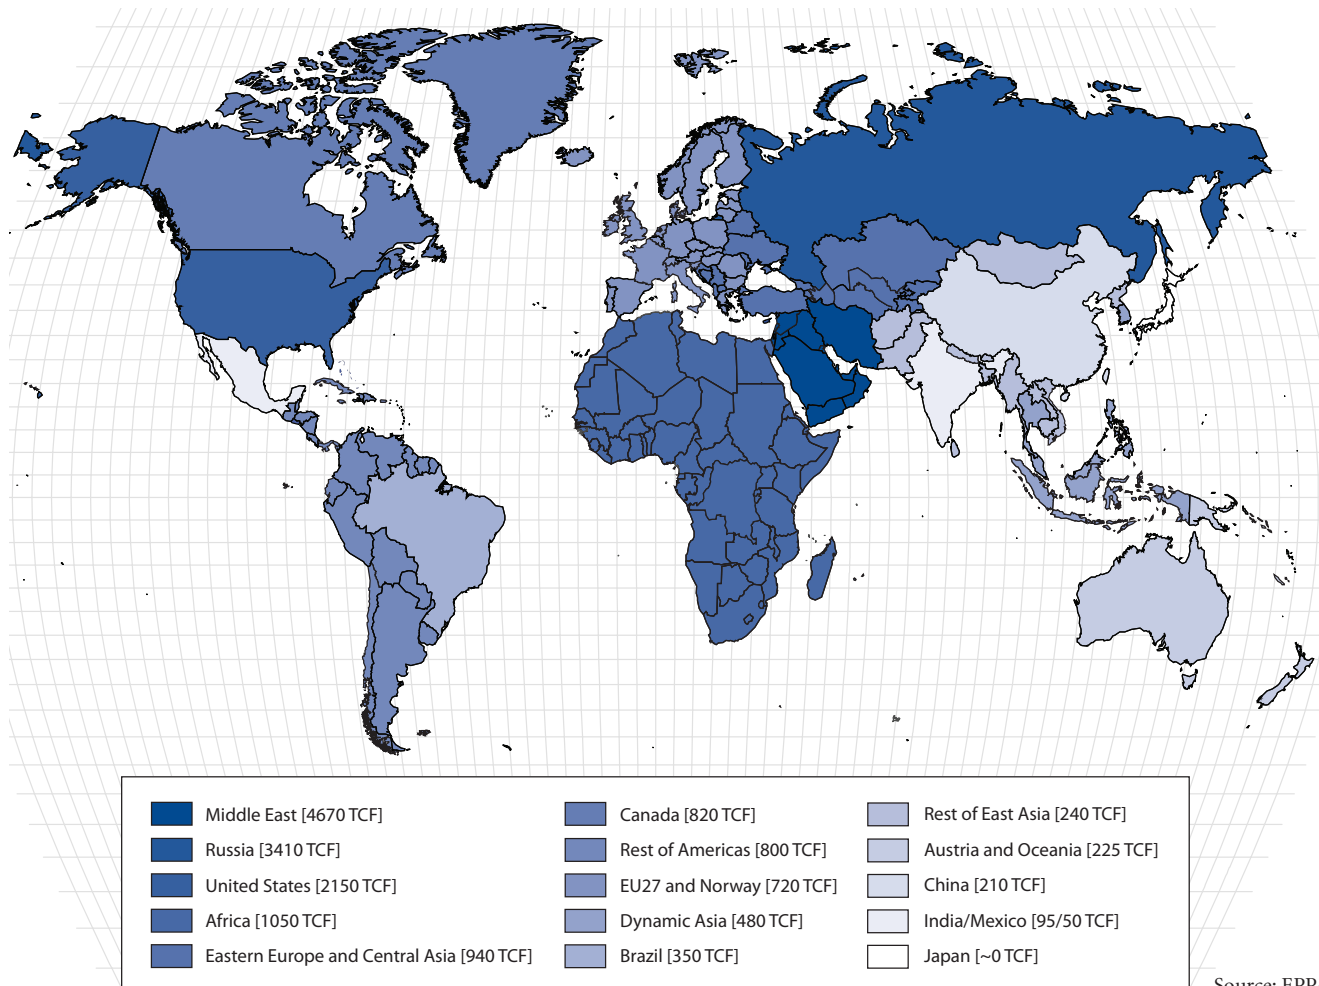 Middle East [4670 TCF]
Russia [3410 TCF]
United States [2150 TCF]
Africa [1050 TCF]
Eastern Europe and Central Asia [940 TCF]
Canada [820 TCF]
Rest of Americas [800 TCF]
EU27 and Norway [720 TCF]
Dynamic Asia [480 TCF]
Brazil [350 TCF]
Rest of East Asia [240 TCF]
Austria and Oceania [225 TCF]
China [210 TCF]
India/Mexico [95/50 TCF]
Japan [~0 TCF]
Source: EPP